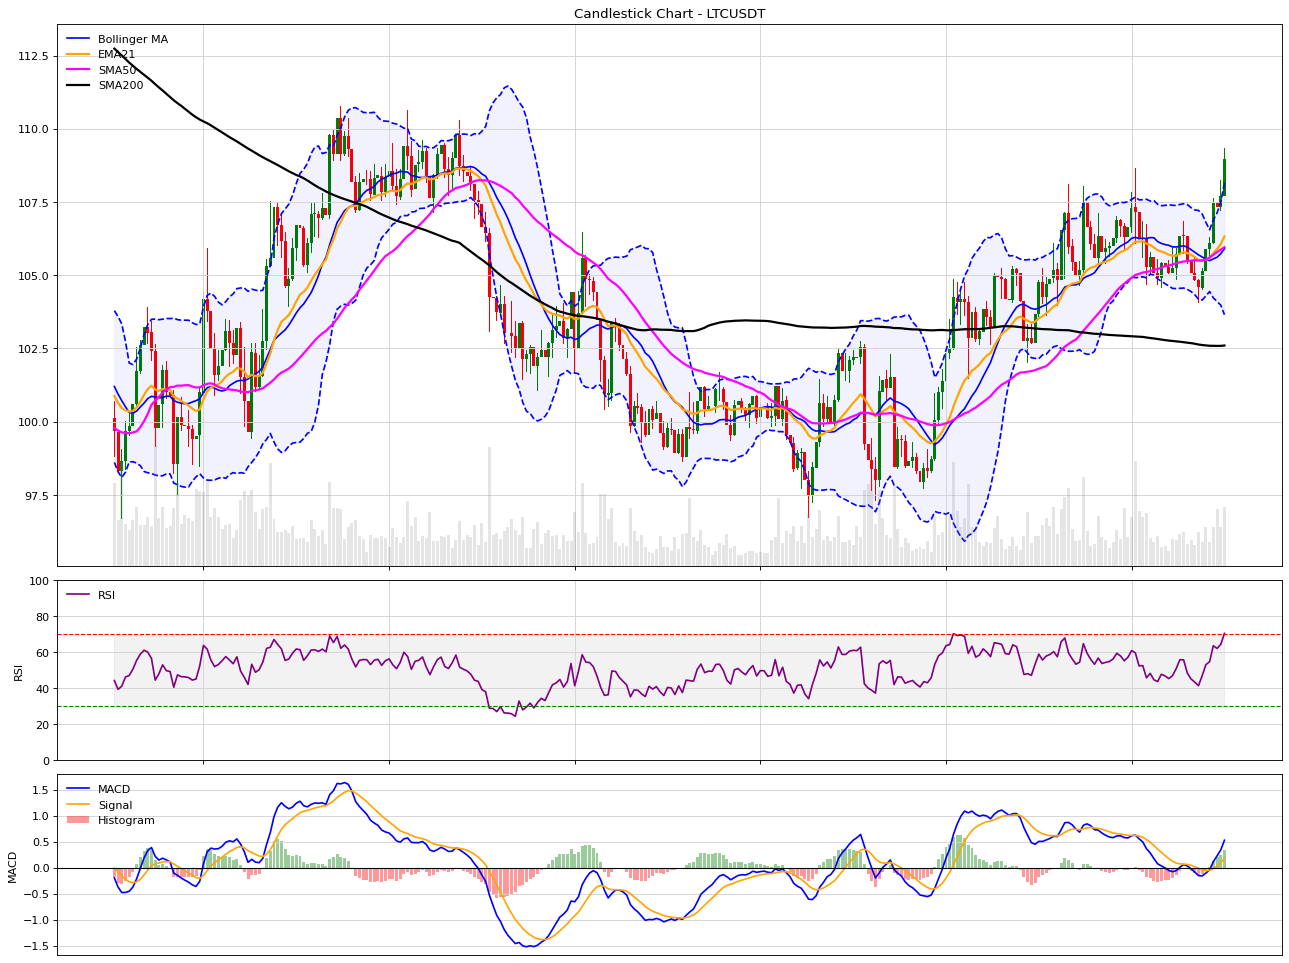 Candlestick Chart - LTCUSDT
Bollinger MA
EMA21
SMA50
SMA200
112.5
110.0
107.5
105.0
102.5
100.0
97.5
RSI
100
80
60
40
20
0
RSI
MACD
Signal
Histogram
1.5
1.0
0.5
0.0
−0.5
−1.0
−1.5
MACD